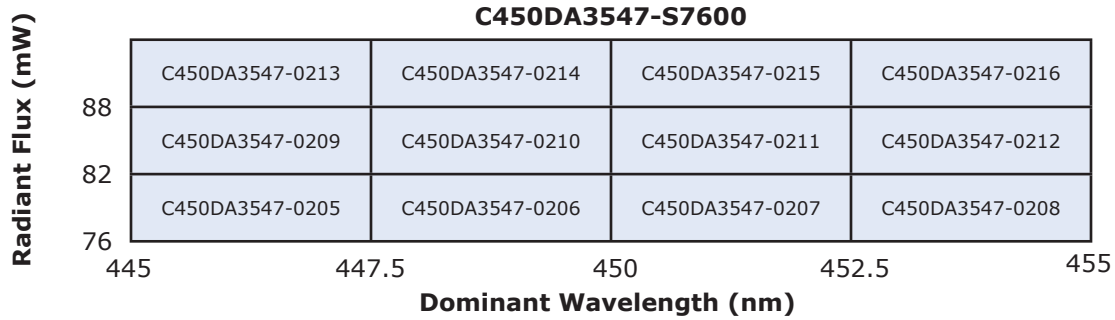 C450DA3547-S7600
Radiant Flux (mW)
C450DA3547-0213 C450DA3547-0214 C450DA3547-0215 C450DA3547-0216
88
C450DA3547-0209 C450DA3547-0210 C450DA3547-0211 C450DA3547-0212
82
C450DA3547-0205 C450DA3547-0206 C450DA3547-0207 C450DA3547-0208
76
445 447.5 450 452.5 455
Dominant Wavelength (nm)